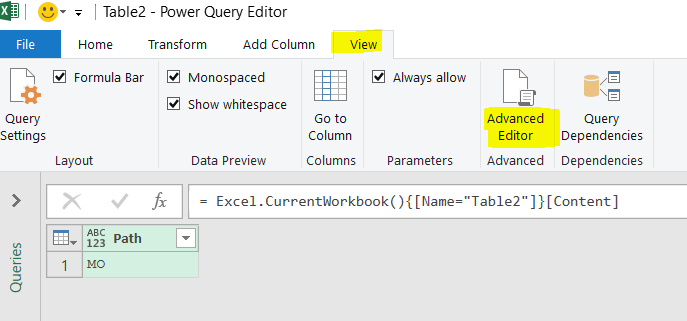 Table2 - Power Query Editor
File Home Transform Add Column View
Formula Bar Monospaced Always allow
Show whitespace
Query Settings Go to Column Advanced Editor Query Dependencies
Layout Data Preview Columns Parameters Advanced Dependencies
fx = Excel.CurrentWorkbook(){[Name="Table2"]}[Content]
ABC 123 Path
1 MO
Queries